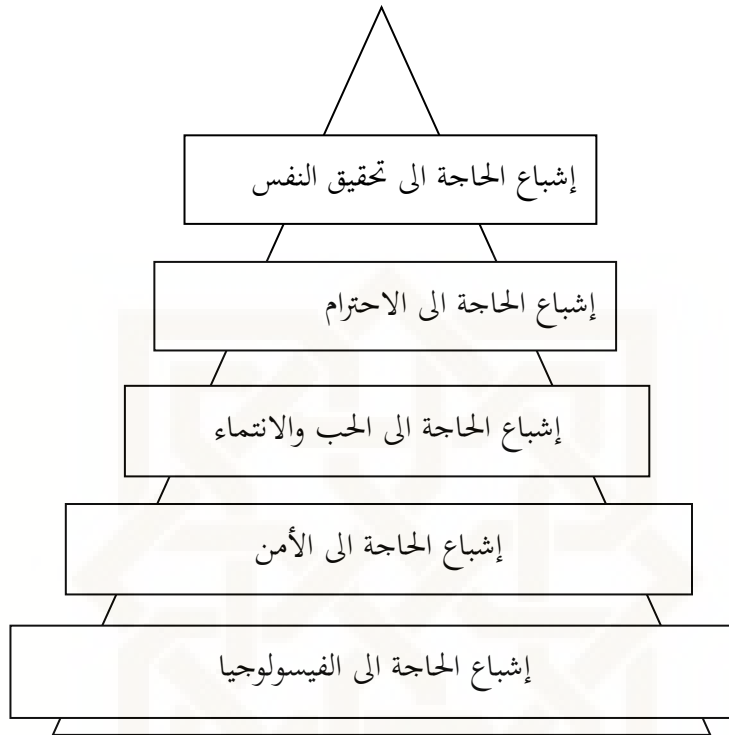 إشباع الحاجة الى تحقيق النفس
إشباع الحاجة الى الاحترام
إشباع الحاجة الى الحب والانتماء
إشباع الحاجة الى الأمن
إشباع الحاجة الى الفيسولوجيا